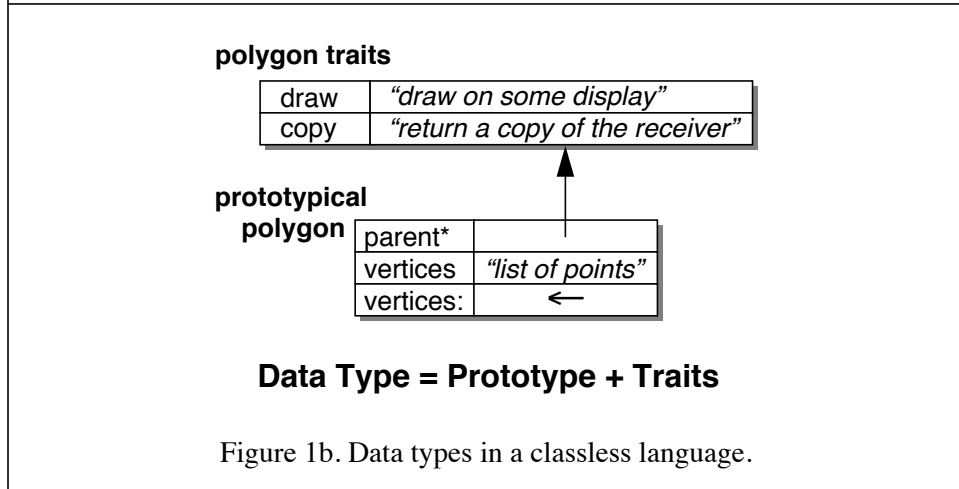 polygon traits
draw “draw on some display”
copy “return a copy of the receiver”
prototypical
polygon
parent*
vertices “list of points”
vertices: ←
Data Type = Prototype + Traits
Figure 1b. Data types in a classless language.